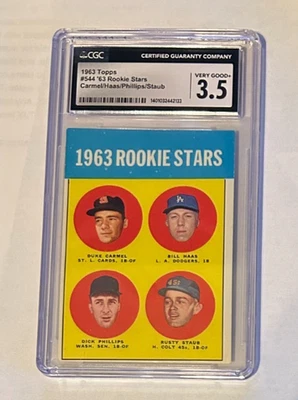 CGC
CERTIFIED GUARANTY COMPANY
1963 Topps
#544 '63 Rookie Stars
Carmel/Haas/Phillips/Staub
VERY GOOD+
3.5
1963 ROOKIE STARS
DUKE CARMEL
ST. L. CARDS, 1B-OF
BILL HAAS
L. A. DODGERS, 1B
DICK PHILLIPS
WASH. SEN. 1B-OF
RUSTY STAUB
H. COLT 45s, 1B-OF